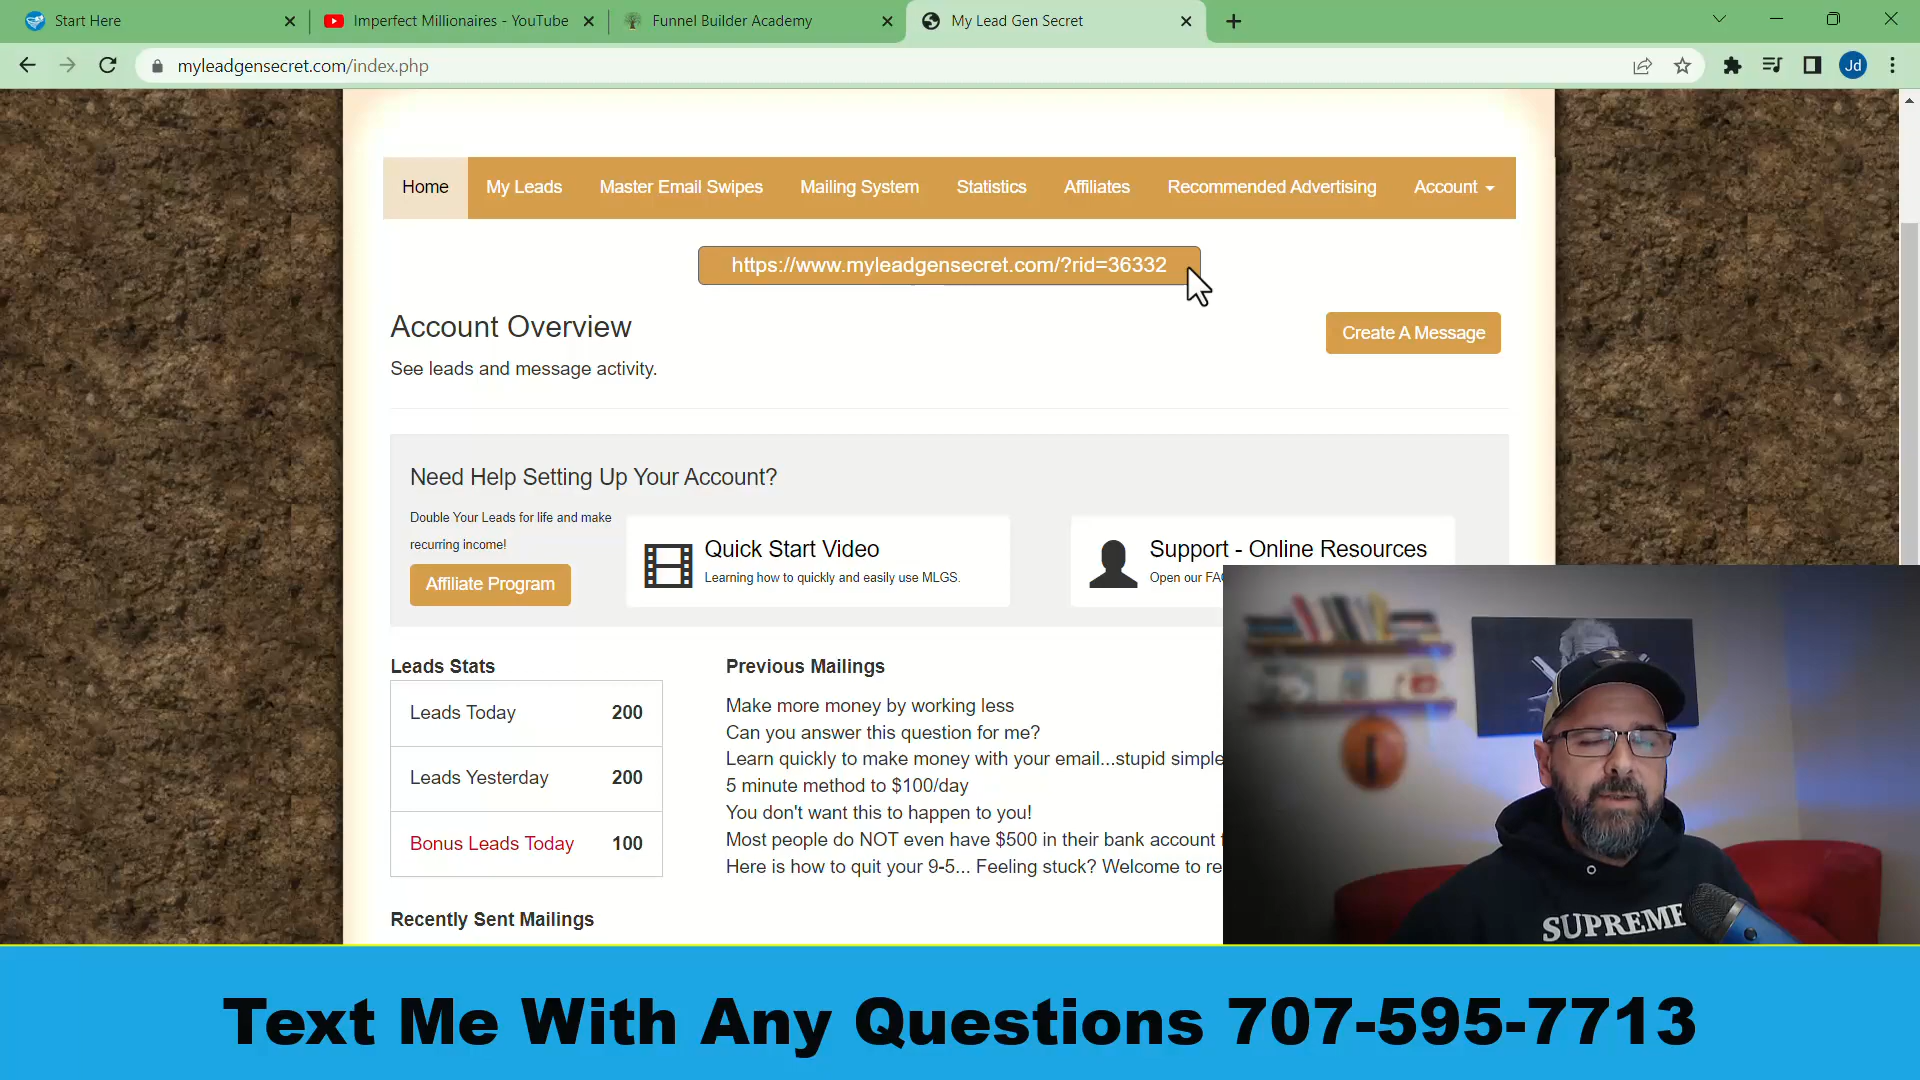 Start Here
Imperfect Millionaires - YouTube
Funnel Builder Academy
My Lead Gen Secret
myleadgensecret.com/index.php
Jd
Home
My Leads
Master Email Swipes
Mailing System
Statistics
Affiliates
Recommended Advertising
Account
https://www.myleadgensecret.com/?rid=36332
Account Overview
Create A Message
See leads and message activity.
Need Help Setting Up Your Account?
Double Your Leads for life and make
recurring income!
Affiliate Program
Quick Start Video
Learning how to quickly and easily use MLGS.
Support - Online Resources
Open our FA
Leads Stats
Leads Today 200
Leads Yesterday 200
Bonus Leads Today 100
Previous Mailings
Make more money by working less
Can you answer this question for me?
Learn quickly to make money with your email...stupid simple
5 minute method to $100/day
You don't want this to happen to you!
Most people do NOT even have $500 in their bank account
Here is how to quit your 9-5... Feeling stuck? Welcome to re
Recently Sent Mailings
SUPREME
Text Me With Any Questions 707-595-7713